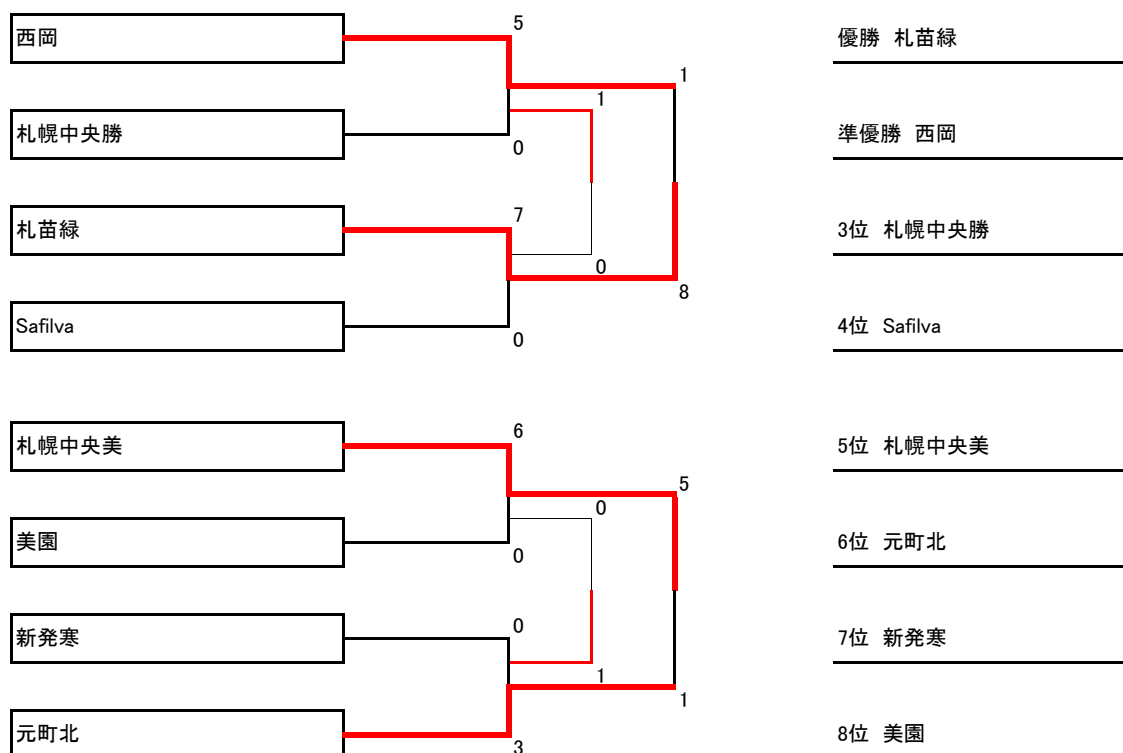 西岡
5
優勝 札苗緑
1
1
札幌中央勝
0
準優勝 西岡
札苗緑
7
3位 札幌中央勝
0
8
Safilva
0
4位 Safilva
札幌中央美
6
5位 札幌中央美
5
0
美園
0
6位 元町北
新発寒
0
7位 新発寒
1
1
元町北
3
8位 美園